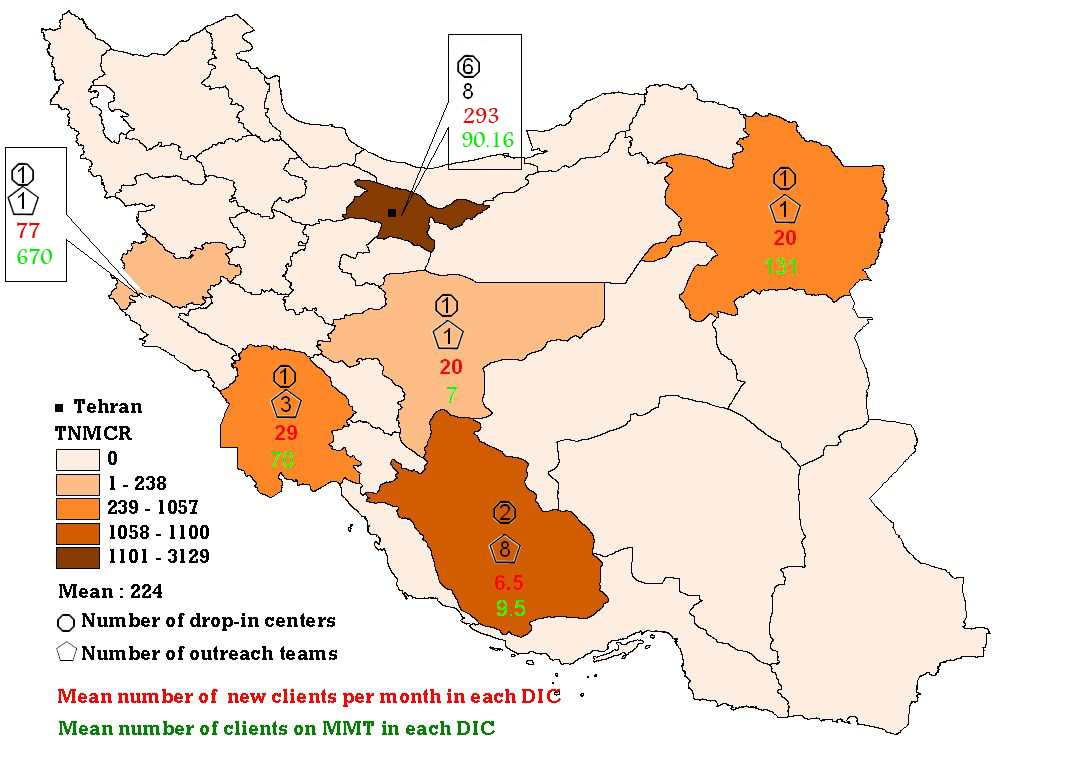 6
8
293
90.16
1
1
77
670
1
1
20
131
1
1
20
7
1
3
29
70
2
8
6.5
9.5
Tehran
TNMCR
0
1 - 238
239 - 1057
1058 - 1100
1101 - 3129
Mean : 224
Number of drop-in centers
Number of outreach teams
Mean number of new clients per month in each DIC
Mean number of clients on MMT in each DIC